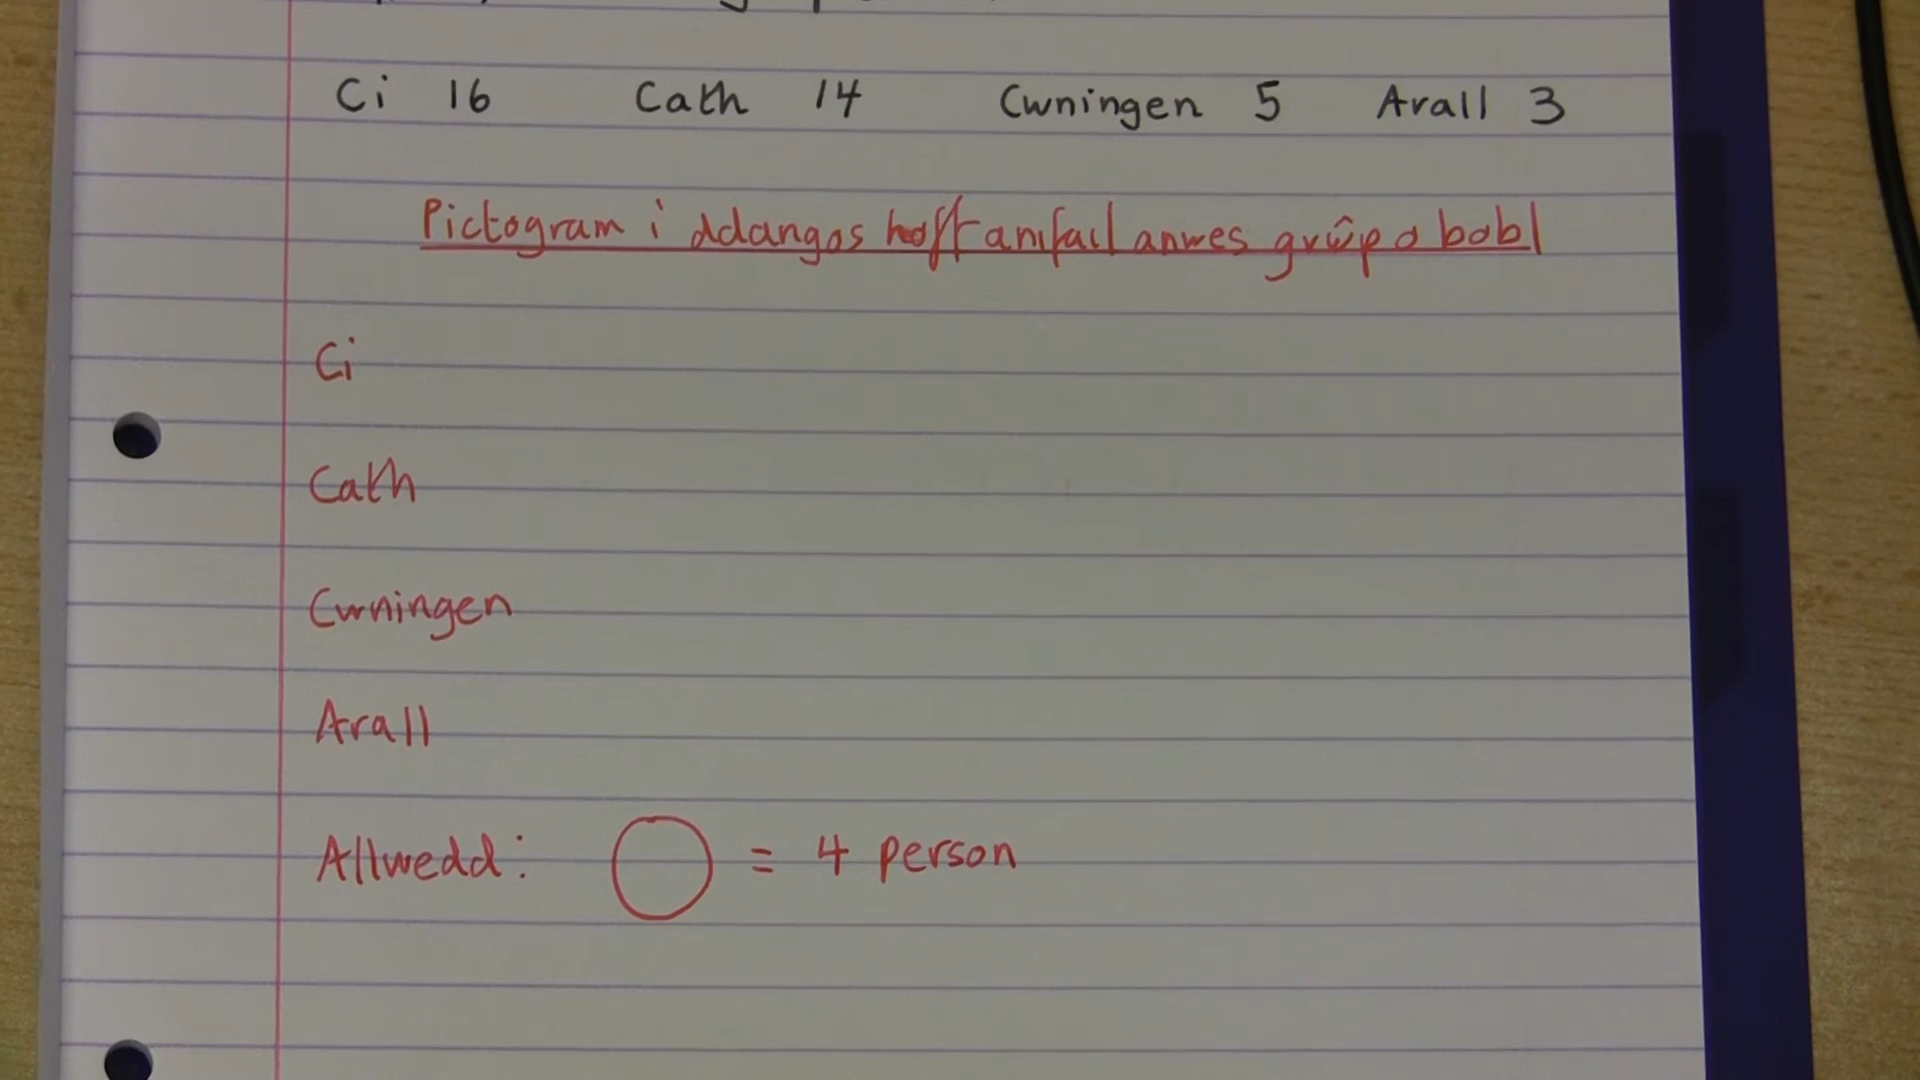 Ci 16 Cath 14 Cwningen 5 Arall 3
Pictogram i ddangos hoff anifail anwes grŵp o bobl
Ci
Cath
Cwningen
Arall
Allwedd: = 4 person